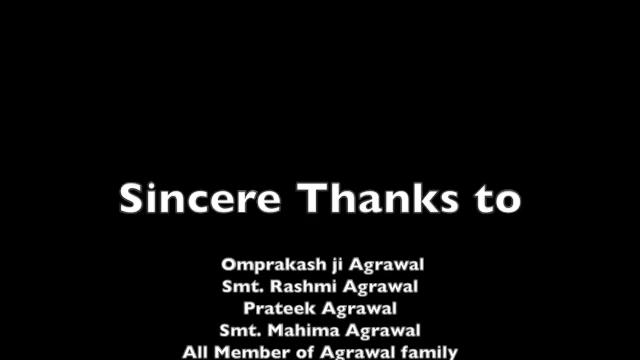 Sincere Thanks to
Omprakash ji Agrawal
Smt. Rashmi Agrawal
Prateek Agrawal
Smt. Mahima Agrawal
All Member of Agrawal family